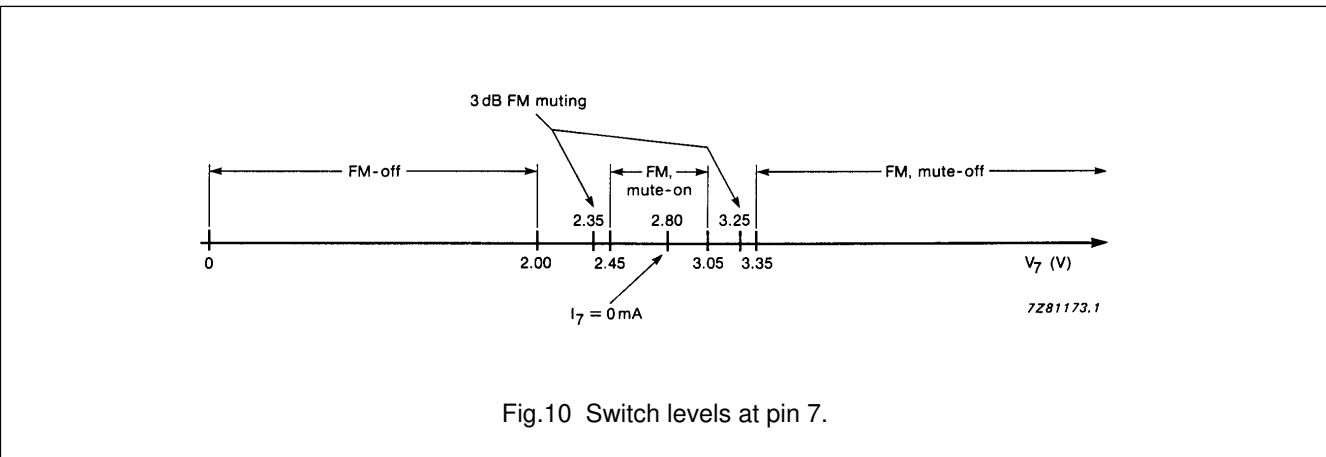 3 dB FM muting
FM-off
FM,
mute-on
FM, mute-off
2.35
2.80
3.25
0
2.00
2.45
3.05
3.35
V7 (V)
I7 = 0 mA
7Z81173.1
Fig.10 Switch levels at pin 7.